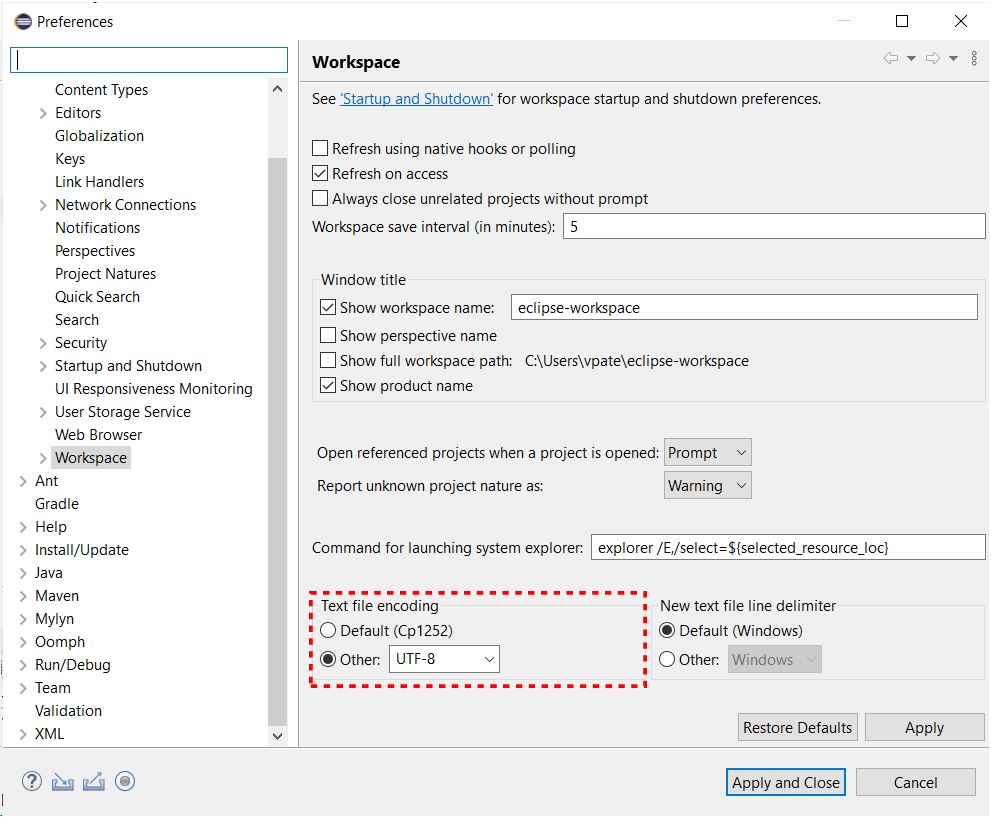 Preferences
Content Types
Editors
Globalization
Keys
Link Handlers
Network Connections
Notifications
Perspectives
Project Natures
Quick Search
Search
Security
Startup and Shutdown
UI Responsiveness Monitoring
User Storage Service
Web Browser
Workspace
Ant
Gradle
Help
Install/Update
Java
Maven
Mylyn
Oomph
Run/Debug
Team
Validation
XML
Workspace
See 'Startup and Shutdown' for workspace startup and shutdown preferences.
Refresh using native hooks or polling
Refresh on access
Always close unrelated projects without prompt
Workspace save interval (in minutes): 5
Window title
Show workspace name: eclipse-workspace
Show perspective name
Show full workspace path: C:\Users\vpate\eclipse-workspace
Show product name
Open referenced projects when a project is opened: Prompt
Report unknown project nature as: Warning
Command for launching system explorer: explorer /E,/select=${selected_resource_loc}
Text file encoding
Default (Cp1252)
Other: UTF-8
New text file line delimiter
Default (Windows)
Other: Windows
Restore Defaults
Apply
Apply and Close
Cancel